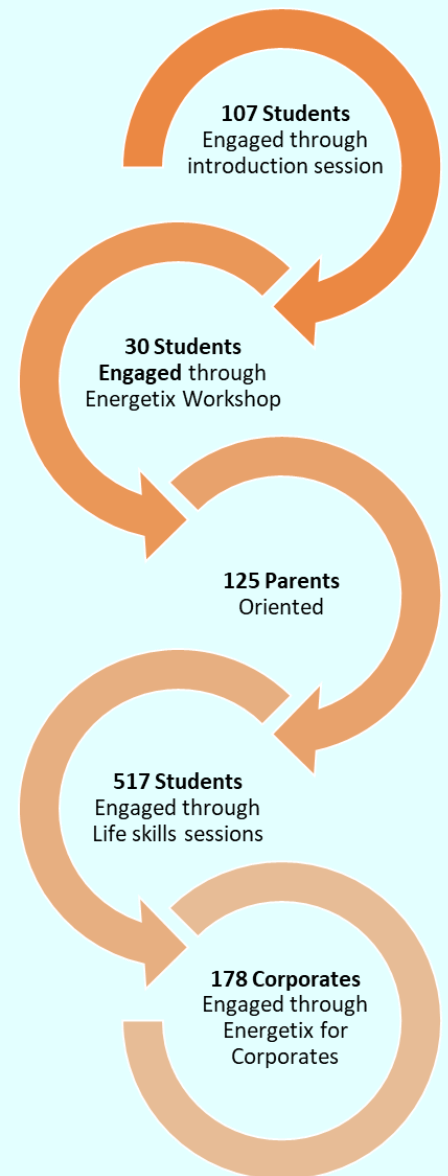 107 Students
Engaged through
introduction session
30 Students
Engaged through
Energetix Workshop
125 Parents
Oriented
517 Students
Engaged through
Life skills sessions
178 Corporates
Engaged through
Energetix for
Corporates